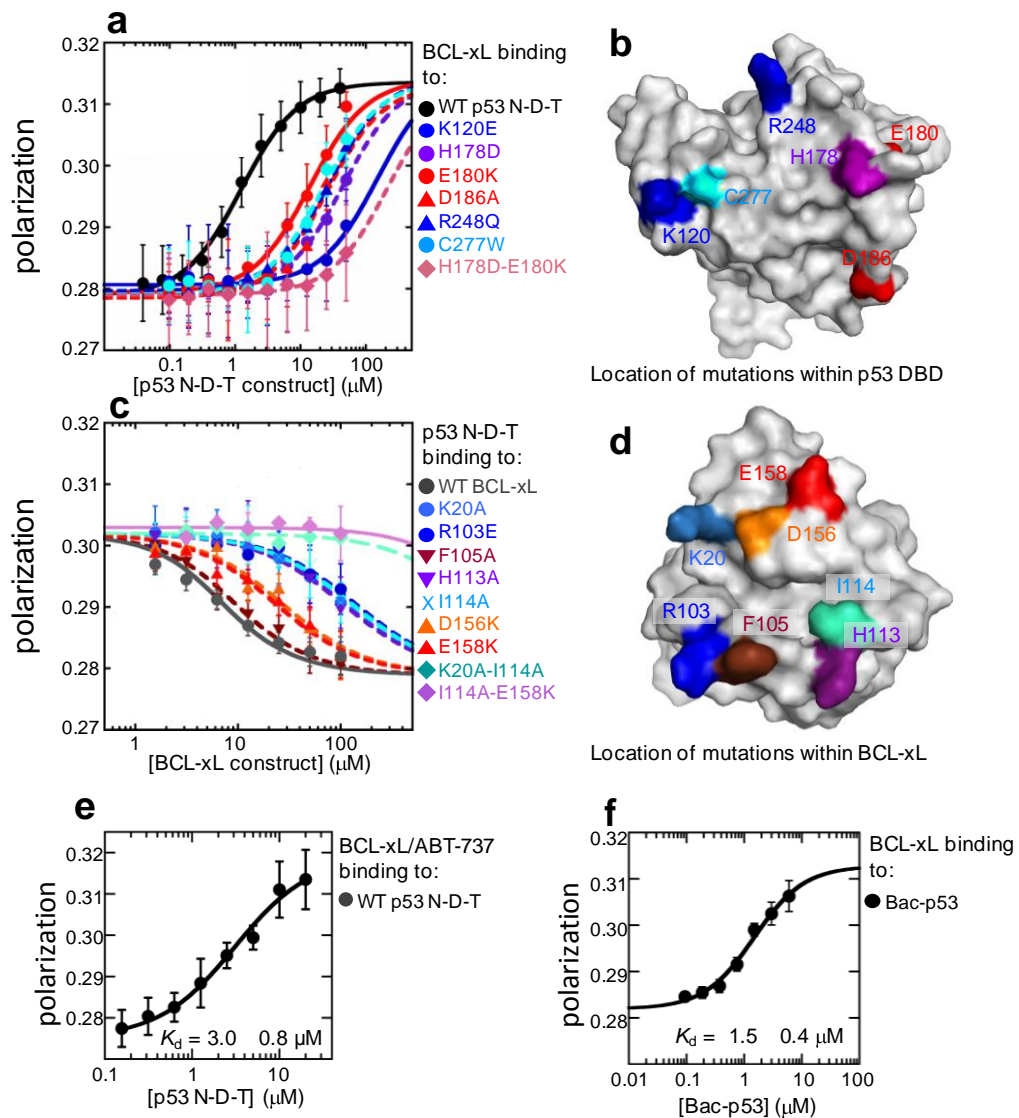 a
0.32
0.31
0.30
0.29
0.28
0.27
polarization
0.1
1
10
100
[p53 N-D-T construct] (µM)
BCL-xL binding
to:
WT p53 N-D-T
K120E
H178D
E180K
D186A
R248Q
C277W
H178D-E180K
b
R248
E180
H178
C277
K120
D186
Location of mutations within p53 DBD
c
0.32
0.31
0.30
0.29
0.28
0.27
polarization
1
10
100
[BCL-xL construct] (µM)
p53 N-D-T
binding to:
WT BCL-xL
K20A
R103E
F105A
H113A
I114A
D156K
E158K
K20A-I114A
I114A-E158K
d
E158
D156
K20
I114
R103
F105
H113
Location of mutations within BCL-xL
e
0.32
0.31
0.30
0.29
0.28
polarization
Kd = 3.0 0.8 µM
0.1
1
10
[p53 N-D-T] (µM)
BCL-xL/ABT-737
binding to:
WT p53 N-D-T
f
0.32
0.31
0.30
0.29
0.28
polarization
Kd = 1.5 0.4 µM
0.01
0.1
1
10
100
[Bac-p53] (µM)
BCL-xL binding
to:
Bac-p53